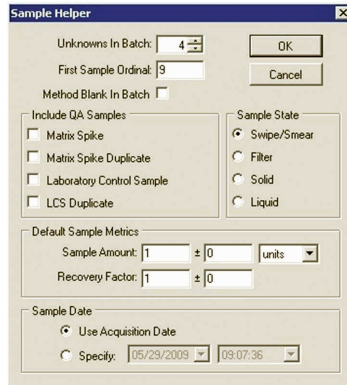 Sample Helper
Unknowns In Batch: 4 OK
First Sample Ordinal: 9 Cancel
Method Blank In Batch
Include QA Samples
Matrix Spike
Matrix Spike Duplicate
Laboratory Control Sample
LCS Duplicate
Sample State
Swipe/Smear
Filter
Solid
Liquid
Default Sample Metrics
Sample Amount: 1 ± 0 units
Recovery Factor: 1 ± 0
Sample Date
Use Acquisition Date
Specify: 05/29/2009 09:07:36